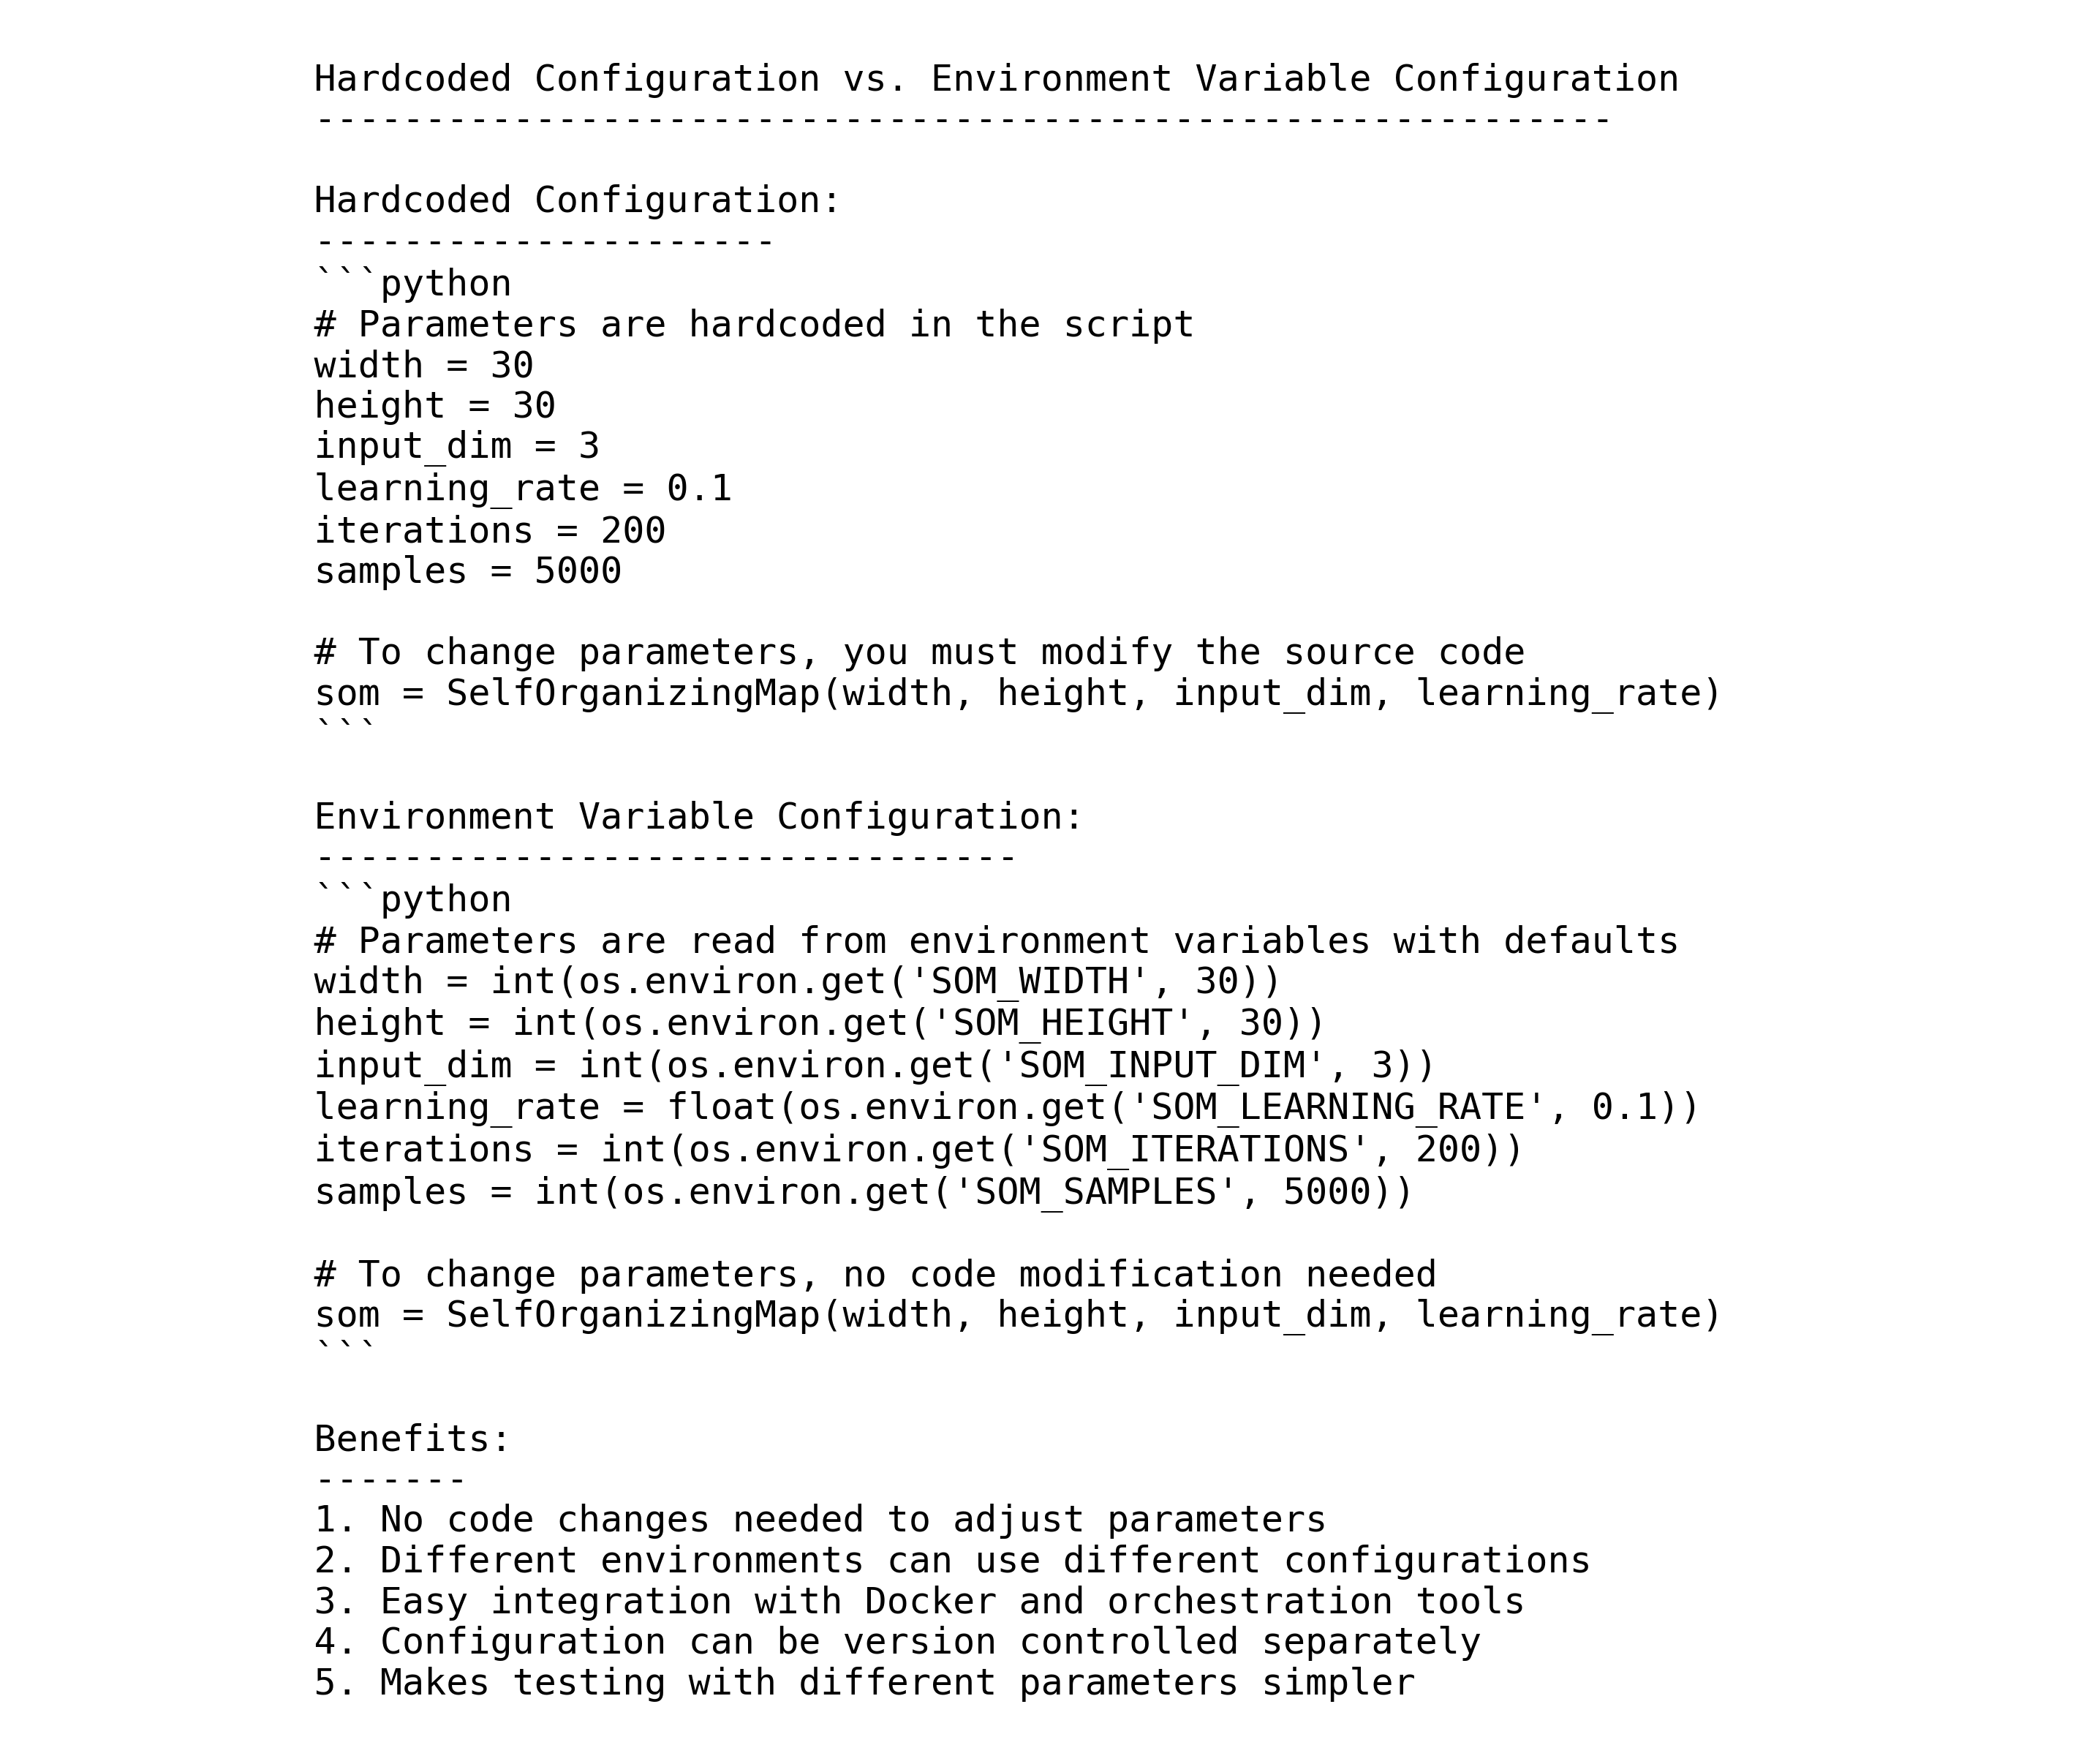 Hardcoded Configuration vs. Environment Variable Configuration
-----------------------------------------------------------
Hardcoded Configuration:
---------------------
```python
# Parameters are hardcoded in the script
width = 30
height = 30
input_dim = 3
learning_rate = 0.1
iterations = 200
samples = 5000
# To change parameters, you must modify the source code
som = SelfOrganizingMap(width, height, input_dim, learning_rate)
```
Environment Variable Configuration:
--------------------------------
```python
# Parameters are read from environment variables with defaults
width = int(os.environ.get('SOM_WIDTH', 30))
height = int(os.environ.get('SOM_HEIGHT', 30))
input_dim = int(os.environ.get('SOM_INPUT_DIM', 3))
learning_rate = float(os.environ.get('SOM_LEARNING_RATE', 0.1))
iterations = int(os.environ.get('SOM_ITERATIONS', 200))
samples = int(os.environ.get('SOM_SAMPLES', 5000))
# To change parameters, no code modification needed
som = SelfOrganizingMap(width, height, input_dim, learning_rate)
```
Benefits:
-------
1. No code changes needed to adjust parameters
2. Different environments can use different configurations
3. Easy integration with Docker and orchestration tools
4. Configuration can be version controlled separately
5. Makes testing with different parameters simpler